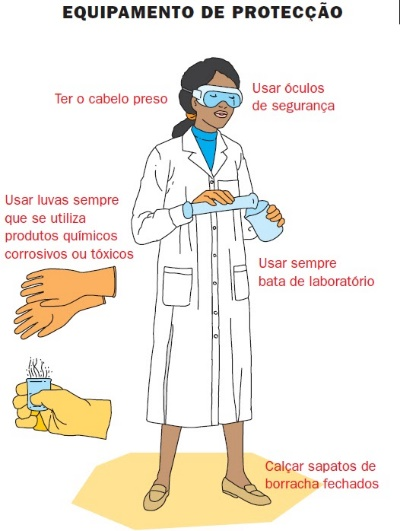 EQUIPAMENTO DE PROTECÇÃO
Ter o cabelo preso
Usar óculos
de segurança
Usar luvas sempre
que se utiliza
produtos químicos
corrosivos ou tóxicos
Usar sempre
bata de laboratório
Calçar sapatos de
borracha fechados